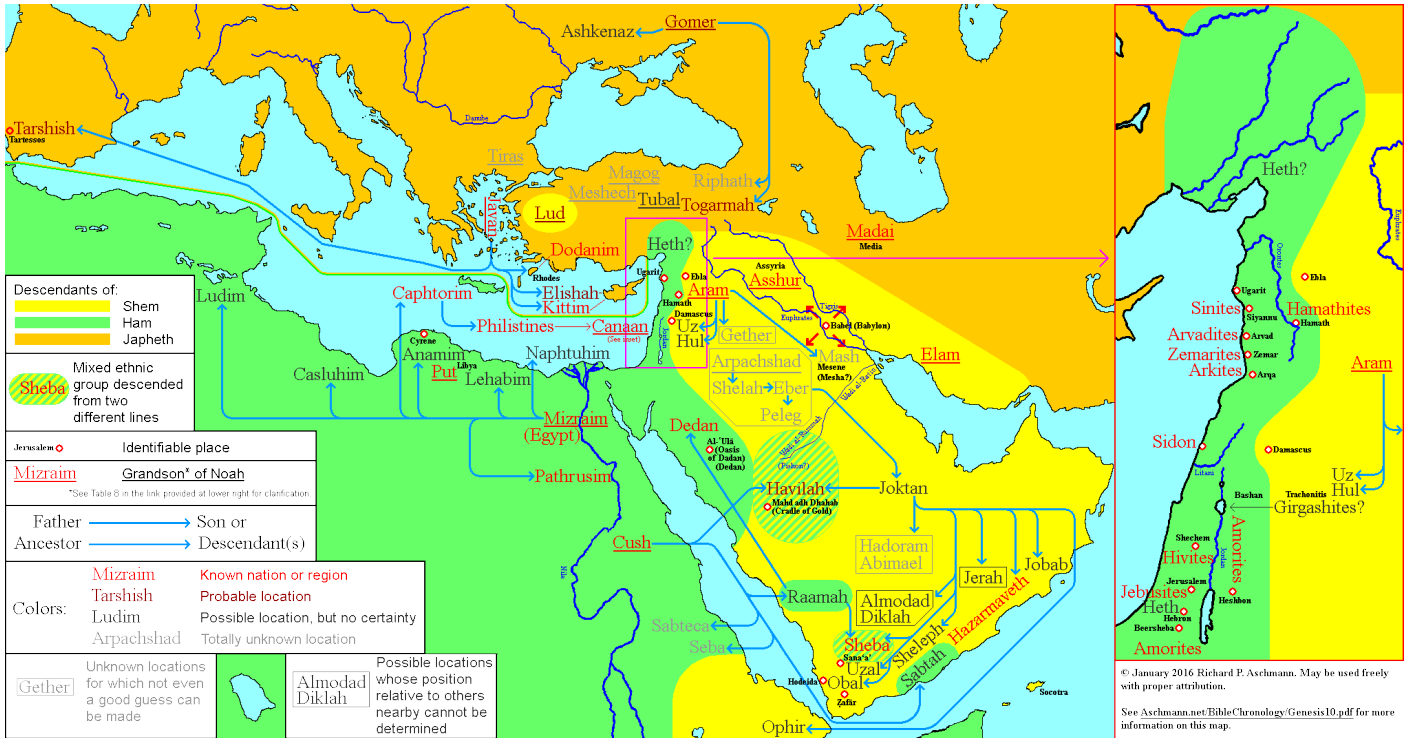 Gomer
Ashkenaz
Danube
Tarshish
Tartessos
Tiras
Magog
Meshech
Tubal
Riphath
Togarmah
Javan
Lud
Dodanim
Rhodes
Elishah
Kittim
Heth?
Ugarit
Ebla
Aram
Hamath
Damascus
Uz
Hul
Jordan
Madai
Media
Assyria
Asshur
Tigris
Euphrates
Babel (Babylon)
Gether
Mash
Mesene
(Mesha?)
Elam
Arpachshad
Shelah
Eber
Peleg
Wadi al-Batin
Wadi al-Rummah
(Pishon?)
Caphtorim
Philistines
Canaan
(See inset)
Ludim
Cyrene
Anamim
Put
Libya
Casluhim
Lehabim
Naphtuhim
Mizraim
(Egypt)
Pathrusim
Nile
Dedan
Al-`Ulā
(Oasis
of Dadan)
(Dedan)
Havilah
Mahd adh Dhahab
(Cradle of Gold)
Joktan
Cush
Hadoram
Abimael
Jerah
Jobab
Hazarmaveth
Almodad
Diklah
Raamah
Sabteca
Seba
Sheba
Sana`a'
Uzal
Sheleph
Obal
Hodeida
Zafār
Sabtah
Ophir
Socotra
Descendants of:
Shem
Ham
Japheth
Sheba
Mixed ethnic
group descended
from two
different lines
Jerusalem
Identifiable place
Mizraim
Grandson* of Noah
*See Table 8 in the link provided at lower right for clarification.
Father
Son or
Ancestor
Descendant(s)
Colors:
Mizraim
Known nation or region
Tarshish
Probable location
Ludim
Possible location, but no certainty
Arpachshad
Totally unknown location
Gether
Unknown locations
for which not even
a good guess can
be made
Almodad
Diklah
Possible locations
whose position
relative to others
nearby cannot be
determined
Heth?
Euphrates
Orontes
Ebla
Ugarit
Sinites
Siyannu
Hamathites
Hamath
Arvadites
Arvad
Zemarites
Zemar
Arkites
Arqa
Aram
Sidon
Damascus
Litani
Uz
Hul
Bashan
Trachonitis
Girgashites?
Amorites
Shechem
Hivites
Jordan
Jerusalem
Jebusites
Heth
Hebron
Heshbon
Beersheba
Amorites
© January 2016 Richard P. Aschmann. May be used freely
with proper attribution.
See Aschmann.net/BibleChronology/Genesis10.pdf for more
information on this map.